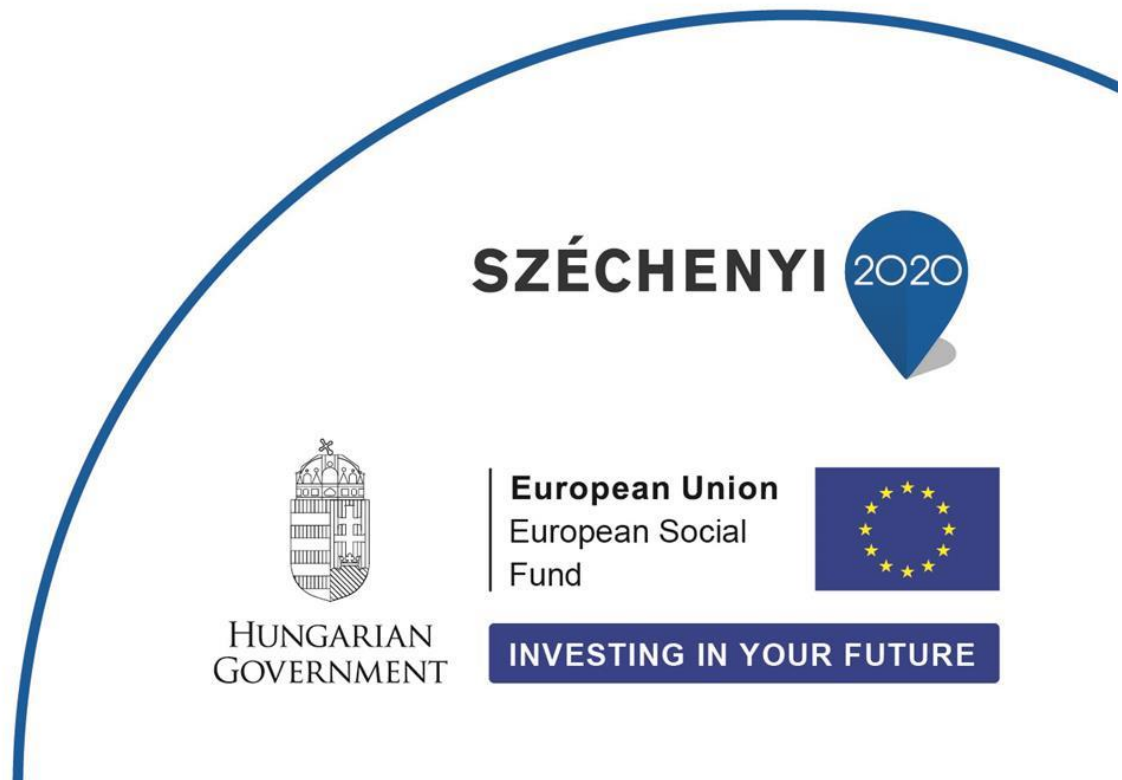 SZÉCHENYI 2020
European Union
European Social
Fund
HUNGARIAN
GOVERNMENT
INVESTING IN YOUR FUTURE